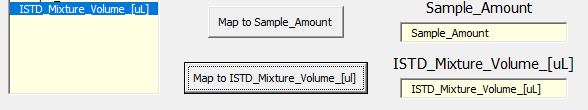 Sample_Amount
ISTD_Mixture_Volume_[uL]
Map to Sample_Amount
Sample_Amount
ISTD_Mixture_Volume_[uL]
Map to ISTD_Mixture_Volume_[ul]
ISTD_Mixture_Volume_[uL]